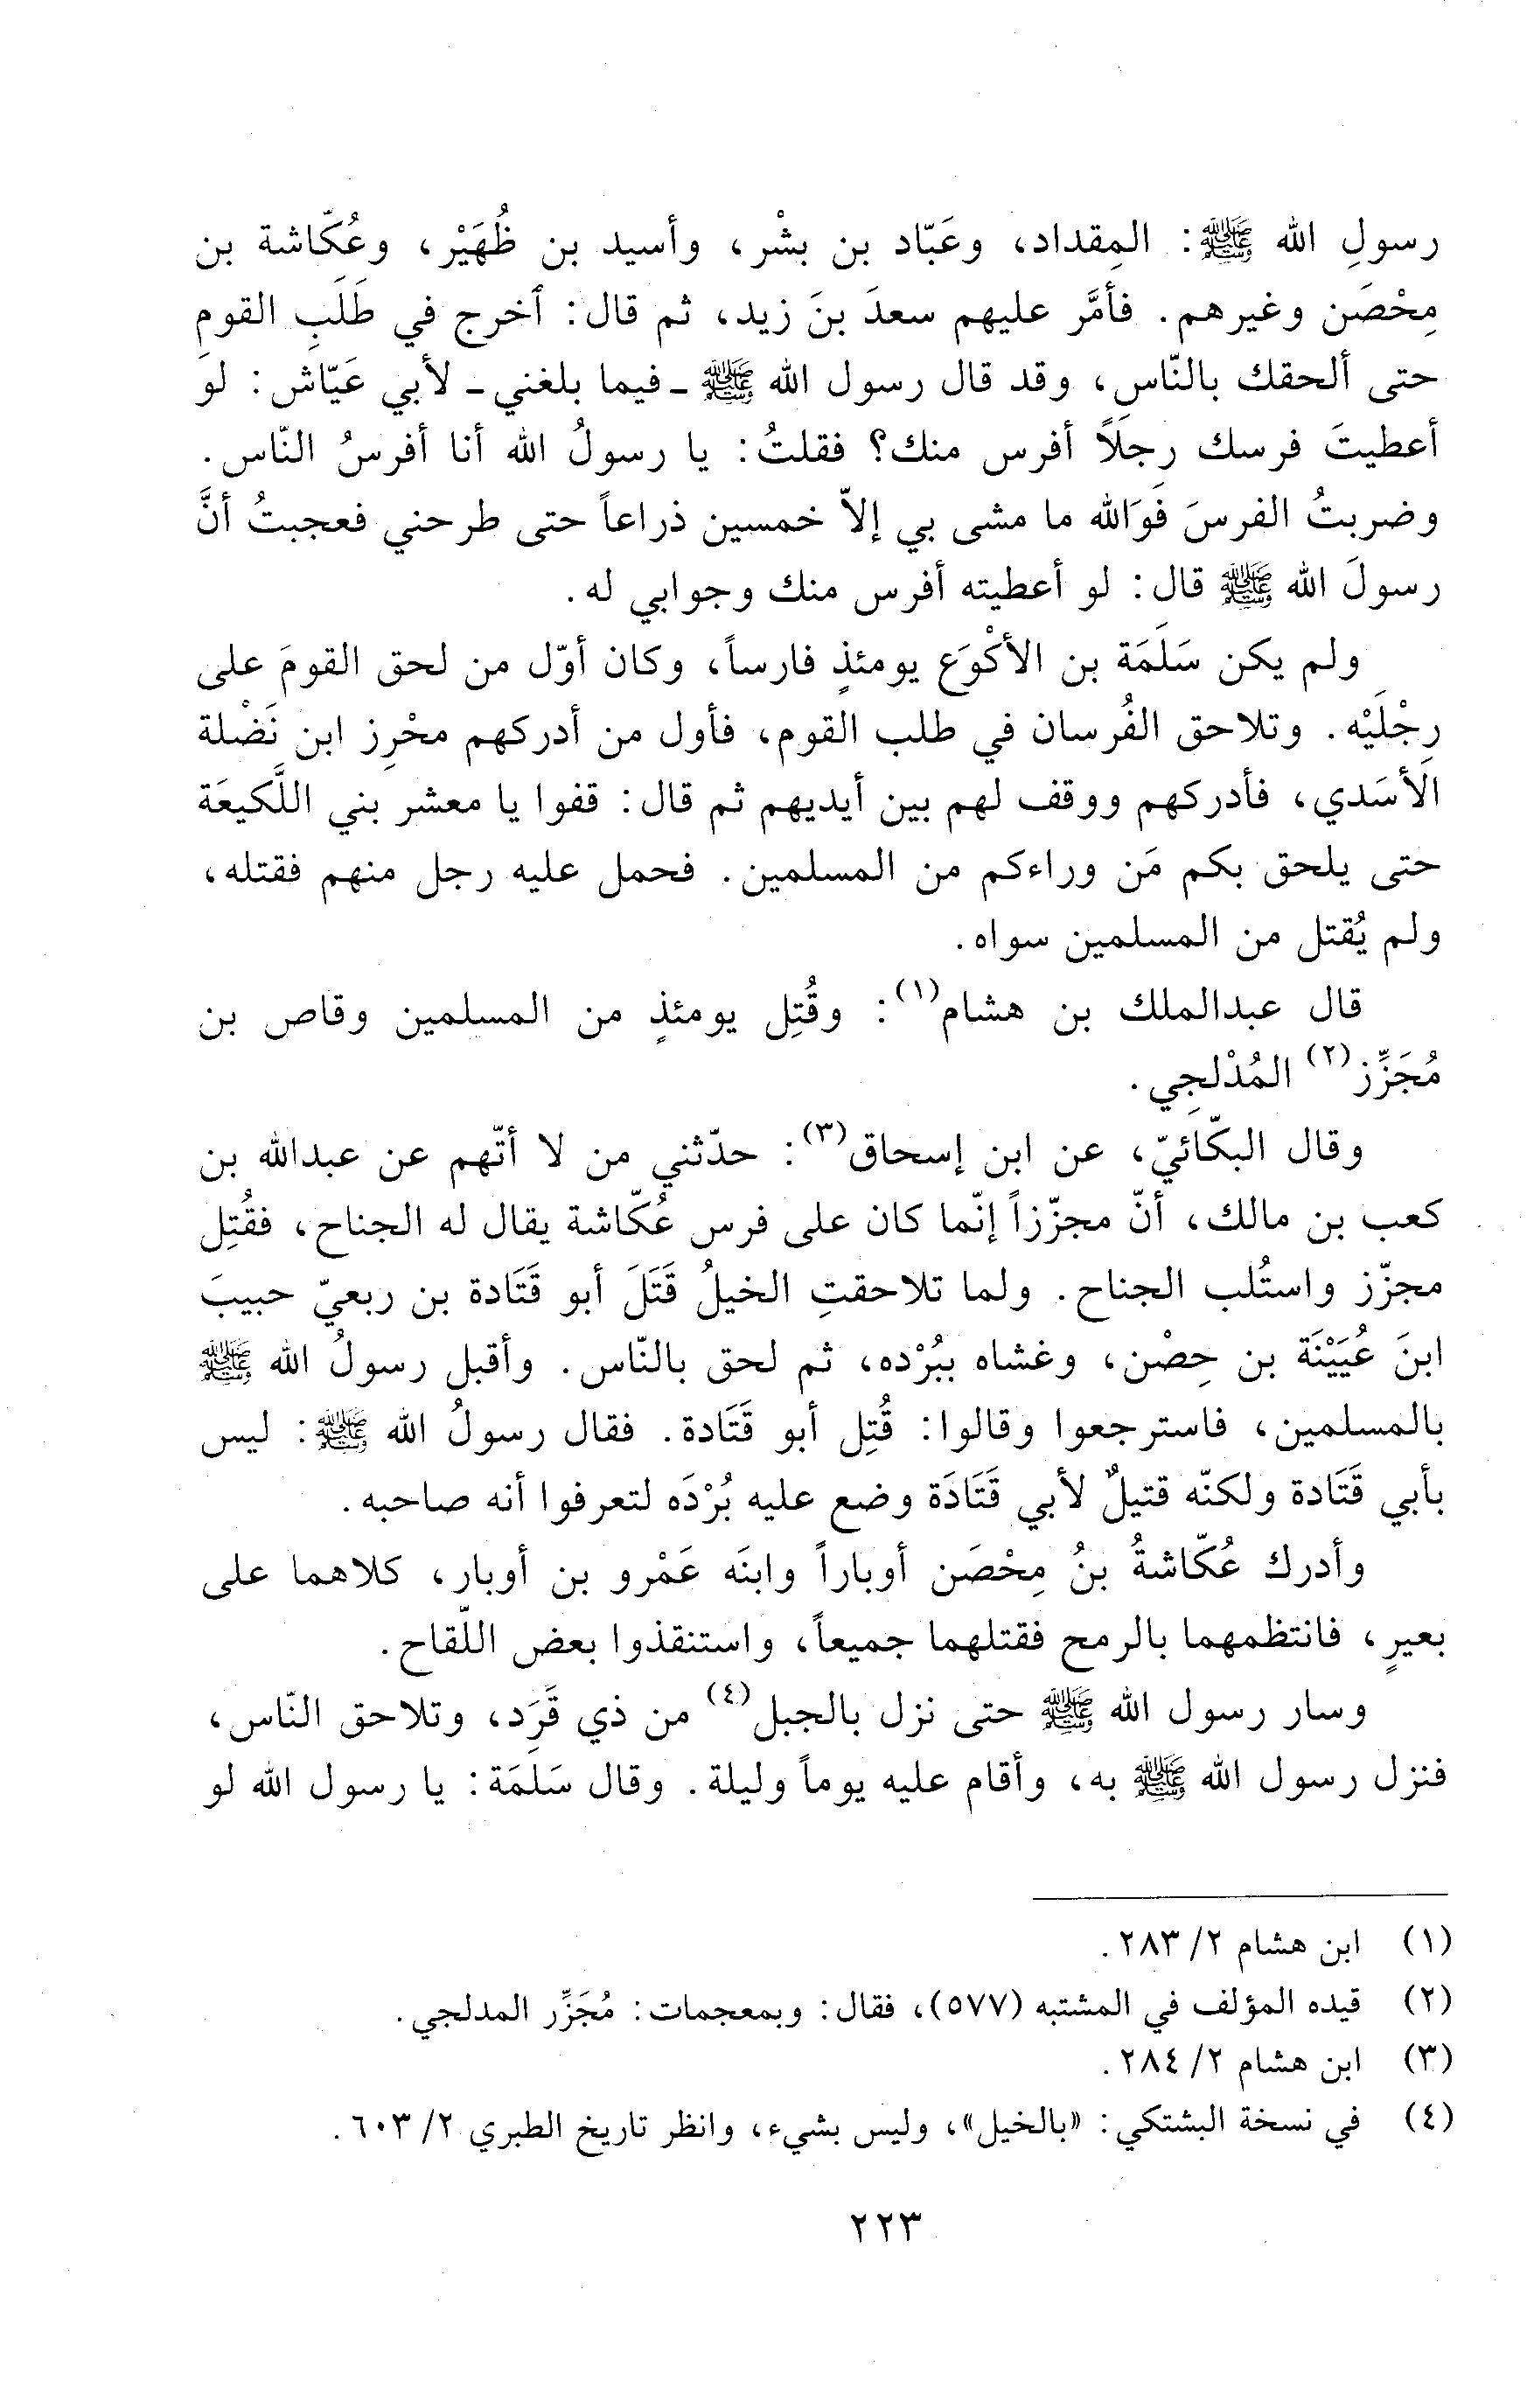 رسولِ الله ﷺ: المِقداد، وعَبّاد بن بشْر، وأسيد بن ظُهَيْر، وعُكّاشة بن
مِحْصَن وغيرهم. فأمَّر عليهم سعدَ بنَ زيد، ثم قال: ٱخرج في طَلَبِ القومِ
حتى ألحقك بالنّاس، وقد قال رسول الله ﷺ ـ فيما بلغني ـ لأبي عَيّاش: لو
أعطيتَ فرسك رجلاً أفرس منك؟ فقلتُ: يا رسولُ الله أنا أفرسُ النّاس.
وضربتُ الفرسَ فَوَالله ما مشى بي إلاّ خمسين ذراعاً حتى طرحني فعجبتُ أنَّ
رسولَ الله ﷺ قال: لو أعطيته أفرس منك وجوابي له.
ولم يكن سَلَمَة بن الأكْوَع يومئذٍ فارساً، وكان أوّل من لحق القومَ على
رِجْلَيْه. وتلاحق الفُرسان في طلب القوم، فأول من أدركهم محْرِز ابن نَضْلة
الأسَدي، فأدركهم ووقف لهم بين أيديهم ثم قال: قفوا يا معشر بني اللَّكيعَة
حتى يلحق بكم مَن وراءكم من المسلمين. فحمل عليه رجل منهم فقتله،
ولم يُقتل من المسلمين سواه.
قال عبدالملك بن هشام(١): وقُتِل يومئذٍ من المسلمين وقاص بن
مُجَزِّز(٢) المُدْلجِي.
وقال البكّائيّ، عن ابن إسحاق(٣): حدّثني من لا أتّهم عن عبدالله بن
كعب بن مالك، أنّ مجزّزاً إنّما كان على فرس عُكّاشة يقال له الجناح، فقُتِل
مجزّز واستُلب الجناح. ولما تلاحقتِ الخيلُ قَتَلَ أبو قَتَادة بن ربعيّ حبيبَ
ابنَ عُيَيْنَة بن حِصْن، وغشاه ببُرْده، ثم لحق بالنّاس. وأقبل رسولُ الله ﷺ
بالمسلمين، فاسترجعوا وقالوا: قُتِل أبو قَتَادة. فقال رسولُ الله ﷺ: ليس
بأبي قَتَادة ولكنّه قتيلٌ لأبي قَتَادَة وضع عليه بُرْدَه لتعرفوا أنه صاحبه.
وأدرك عُكّاشةُ بنُ مِحْصَن أوباراً وابنَه عَمْرو بن أوبار، كلاهما على
بعيرٍ، فانتظمهما بالرمح فقتلهما جميعاً، واستنقذوا بعض اللّقاح.
وسار رسول الله ﷺ حتى نزل بالجبل(٤) من ذي قَرَد، وتلاحق النّاس،
فنزل رسول الله ﷺ به، وأقام عليه يوماً وليلة. وقال سَلمَة: يا رسول الله لو
(١) ابن هشام ٢/ ٢٨٣.
(٢) قيده المؤلف في المشتبه (٥٧٧)، فقال: وبمعجمات: مُجَزِّز المدلجي.
(٣) ابن هشام ٢/ ٢٨٤.
(٤) في نسخة البشتكي: «بالخيل»، وليس بشيء، وانظر تاريخ الطبري ٢/ ٦٠٣.
٢٢٣